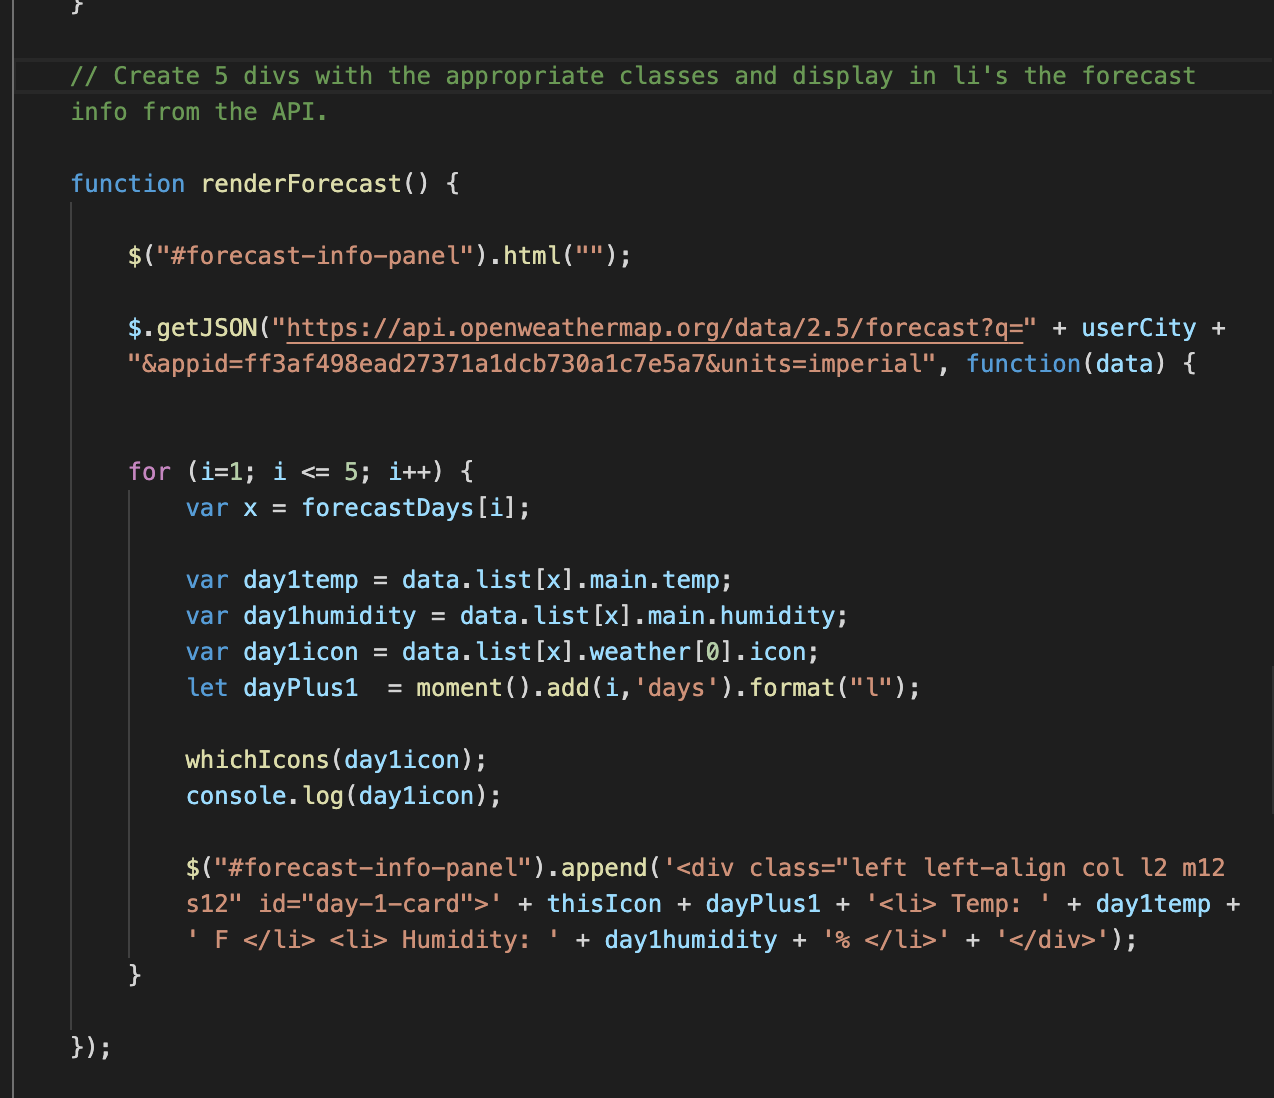 }
// Create 5 divs with the appropriate classes and display in li's the forecast
info from the API.
function renderForecast() {
$("#forecast-info-panel").html("");
$.getJSON("https://api.openweathermap.org/data/2.5/forecast?q=" + userCity +
"&appid=ff3af498ead27371a1dcb730a1c7e5a7&units=imperial", function(data) {
for (i=1; i <= 5; i++) {
var x = forecastDays[i];
var day1temp = data.list[x].main.temp;
var day1humidity = data.list[x].main.humidity;
var day1icon = data.list[x].weather[0].icon;
let dayPlus1  = moment().add(i,'days').format("l");
whichIcons(day1icon);
console.log(day1icon);
$("#forecast-info-panel").append('<div class="left left-align col l2 m12
s12" id="day-1-card">' + thisIcon + dayPlus1 + '<li> Temp: ' + day1temp +
' F </li> <li> Humidity: ' + day1humidity + '% </li>' + '</div>');
}
});